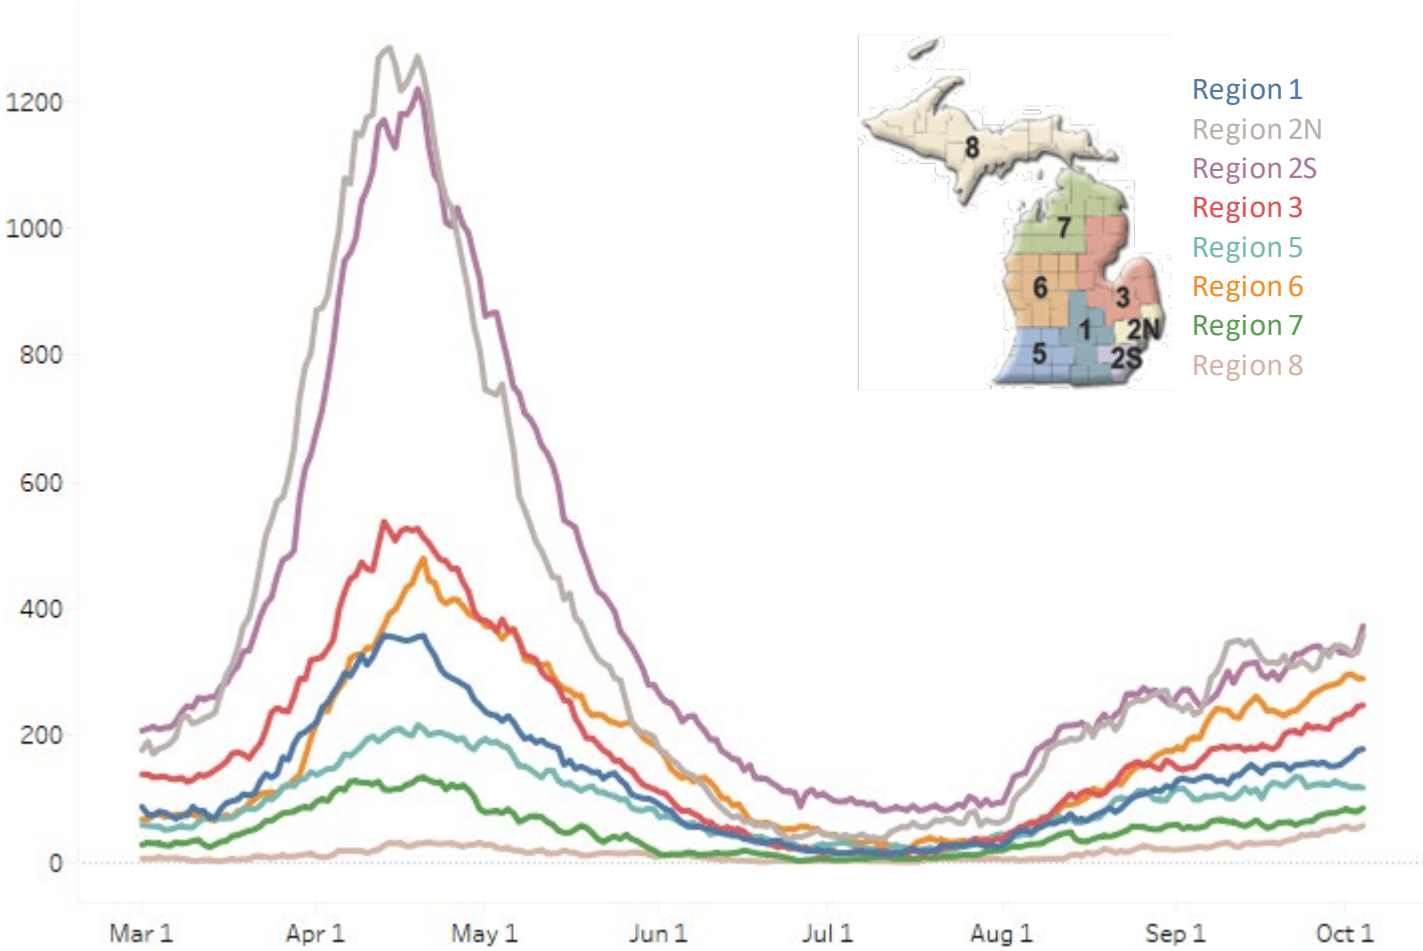 1200
1000
800
600
400
200
0
Mar 1
Apr 1
May 1
Jun 1
Jul 1
Aug 1
Sep 1
Oct 1
8
7
6
3
1
2N
5
2S
Region 1
Region 2N
Region 2S
Region 3
Region 5
Region 6
Region 7
Region 8